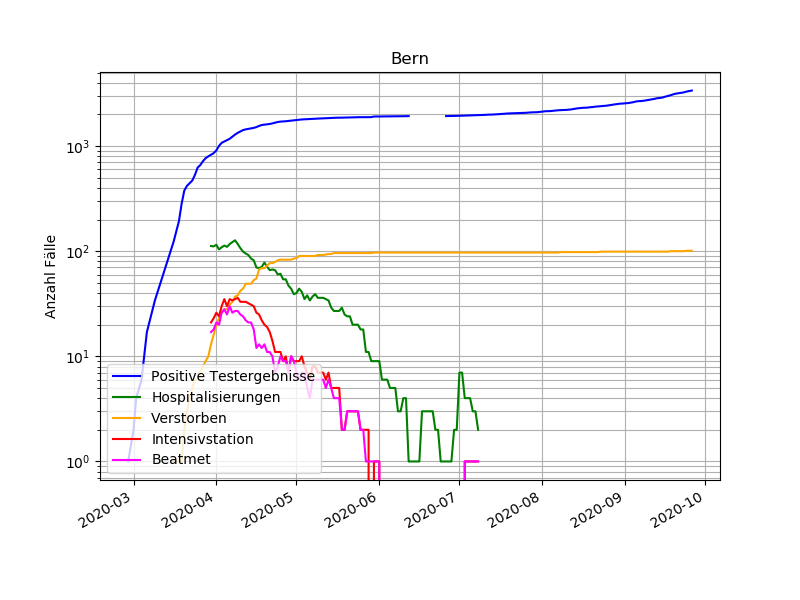 Bern
Anzahl Fälle
10³
10²
10¹
10⁰
Positive Testergebnisse
Hospitalisierungen
Verstorben
Intensivstation
Beatmet
2020-03
2020-04
2020-05
2020-06
2020-07
2020-08
2020-09
2020-10